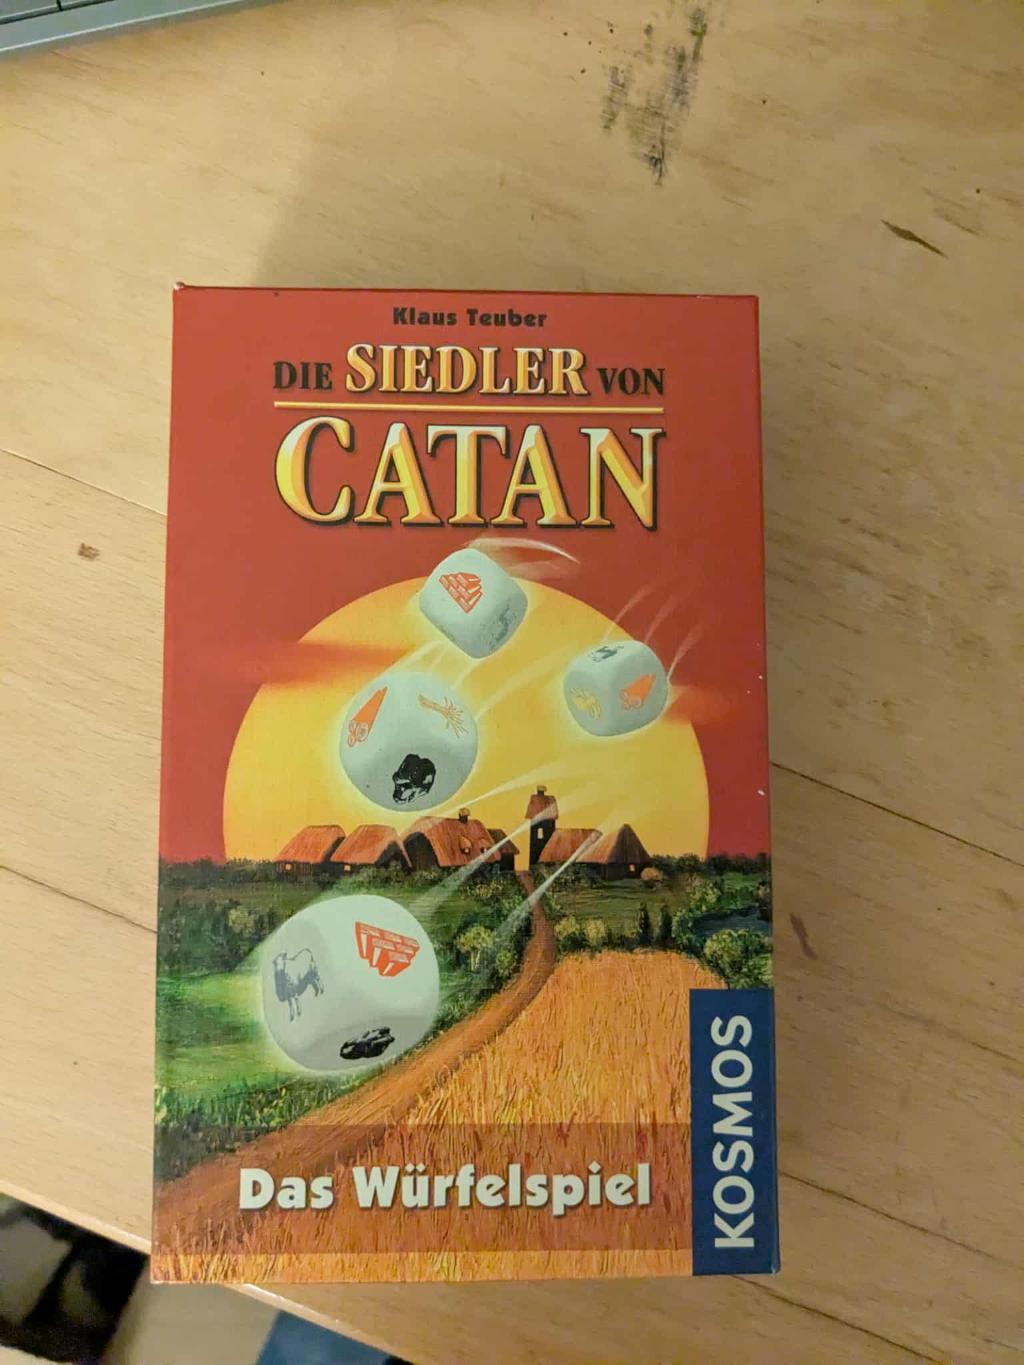 Klaus Teuber
DIE SIEDLER VON
CATAN
Das Würfelspiel
KOSMOS